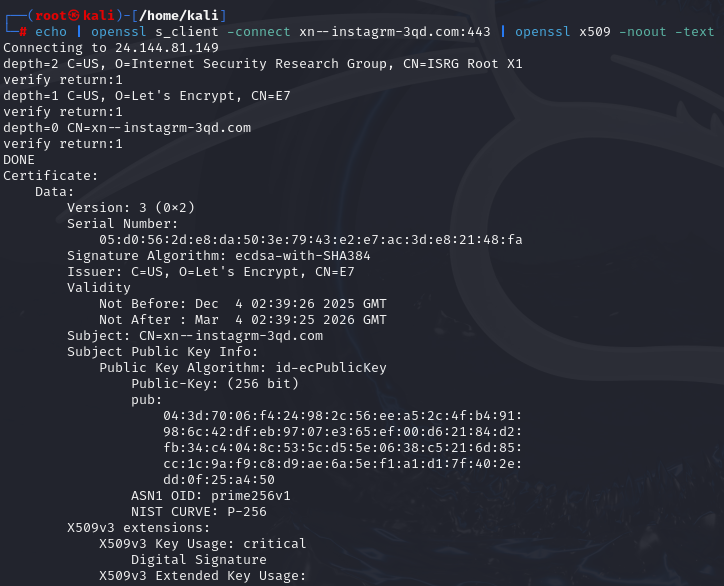 ┌──(root㉿kali)-[/home/kali]
└─# echo | openssl s_client -connect xn--instagrm-3qd.com:443 | openssl x509 -noout -text
Connecting to 24.144.81.149
depth=2 C=US, O=Internet Security Research Group, CN=ISRG Root X1
verify return:1
depth=1 C=US, O=Let's Encrypt, CN=E7
verify return:1
depth=0 CN=xn--instagrm-3qd.com
verify return:1
DONE
Certificate:
    Data:
        Version: 3 (0×2)
        Serial Number:
            05:d0:56:2d:e8:da:50:3e:79:43:e2:e7:ac:3d:e8:21:48:fa
        Signature Algorithm: ecdsa-with-SHA384
        Issuer: C=US, O=Let's Encrypt, CN=E7
        Validity
            Not Before: Dec  4 02:39:26 2025 GMT
            Not After : Mar  4 02:39:25 2026 GMT
        Subject: CN=xn--instagrm-3qd.com
        Subject Public Key Info:
            Public Key Algorithm: id-ecPublicKey
                Public-Key: (256 bit)
                pub:
                    04:3d:70:06:f4:24:98:2c:56:ee:a5:2c:4f:b4:91:
                    98:6c:42:df:eb:97:07:e3:65:ef:00:d6:21:84:d2:
                    fb:34:c4:04:8c:53:5c:d5:5e:06:38:c5:21:6d:85:
                    cc:1c:9a:f9:c8:d9:ae:6a:5e:f1:a1:d1:7f:40:2e:
                    dd:0f:25:a4:50
                ASN1 OID: prime256v1
                NIST CURVE: P-256
        X509v3 extensions:
            X509v3 Key Usage: critical
                Digital Signature
            X509v3 Extended Key Usage: